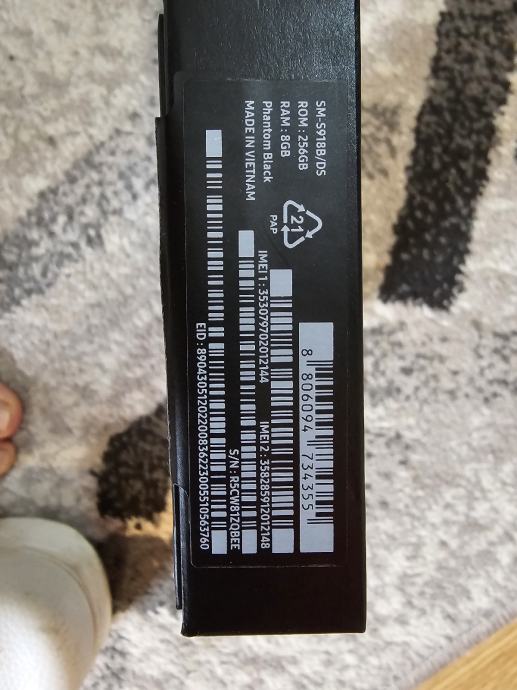 SM-S918B/DS
ROM : 256GB
RAM : 8GB
Phantom Black
MADE IN VIETNAM
21
PAP
8 806094 734355
IMEI 1 : 353079702012144
IMEI 2 : 358285912012148
S/N : R5CW81ZQBEE
EID : 89043051202200836223005510563760